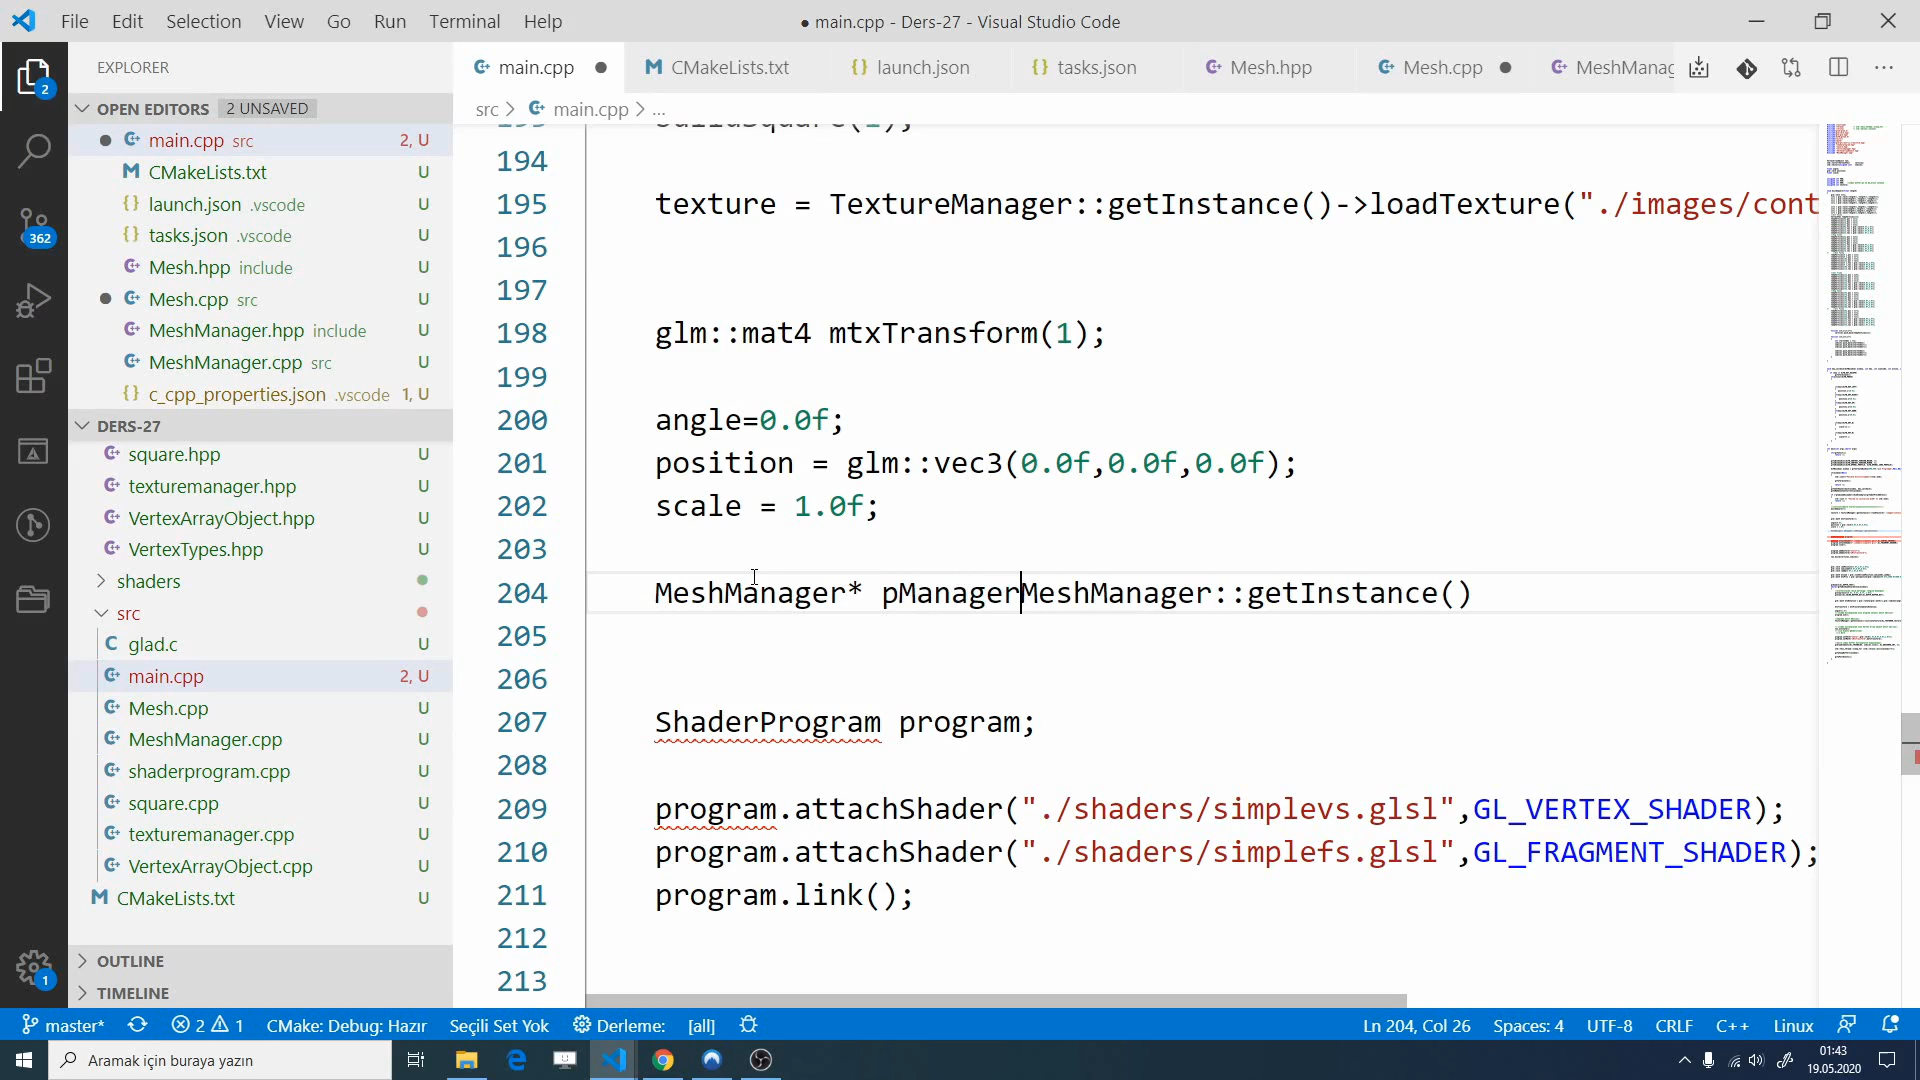 File Edit Selection View Go Run Terminal Help
● main.cpp - Ders-27 - Visual Studio Code
EXPLORER
main.cpp CMakeLists.txt launch.json tasks.json Mesh.hpp Mesh.cpp MeshManag
src > main.cpp > ...
OPEN EDITORS 2 UNSAVED
main.cpp src 2, U
CMakeLists.txt U
launch.json .vscode U
tasks.json .vscode U
Mesh.hpp include U
Mesh.cpp src U
MeshManager.hpp include U
MeshManager.cpp src U
c_cpp_properties.json .vscode 1, U
DERS-27
square.hpp U
texturemanager.hpp U
VertexArrayObject.hpp U
VertexTypes.hpp U
shaders
src
glad.c U
main.cpp 2, U
Mesh.cpp U
MeshManager.cpp U
shaderprogram.cpp U
square.cpp U
texturemanager.cpp U
VertexArrayObject.cpp U
CMakeLists.txt U
OUTLINE
TIMELINE
2
362
1
194
195 texture = TextureManager::getInstance()->loadTexture("./images/cont
196
197
198 glm::mat4 mtxTransform(1);
199
200 angle=0.0f;
201 position = glm::vec3(0.0f,0.0f,0.0f);
202 scale = 1.0f;
203
204 MeshManager* pManagerMeshManager::getInstance()
205
206
207 ShaderProgram program;
208
209 program.attachShader("./shaders/simplevs.glsl",GL_VERTEX_SHADER);
210 program.attachShader("./shaders/simplefs.glsl",GL_FRAGMENT_SHADER);
211 program.link();
212
213
master* 2 1 CMake: Debug: Hazır Seçili Set Yok Derleme: [all] Ln 204, Col 26 Spaces: 4 UTF-8 CRLF C++ Linux
Aramak için buraya yazın
01:43
19.05.2020